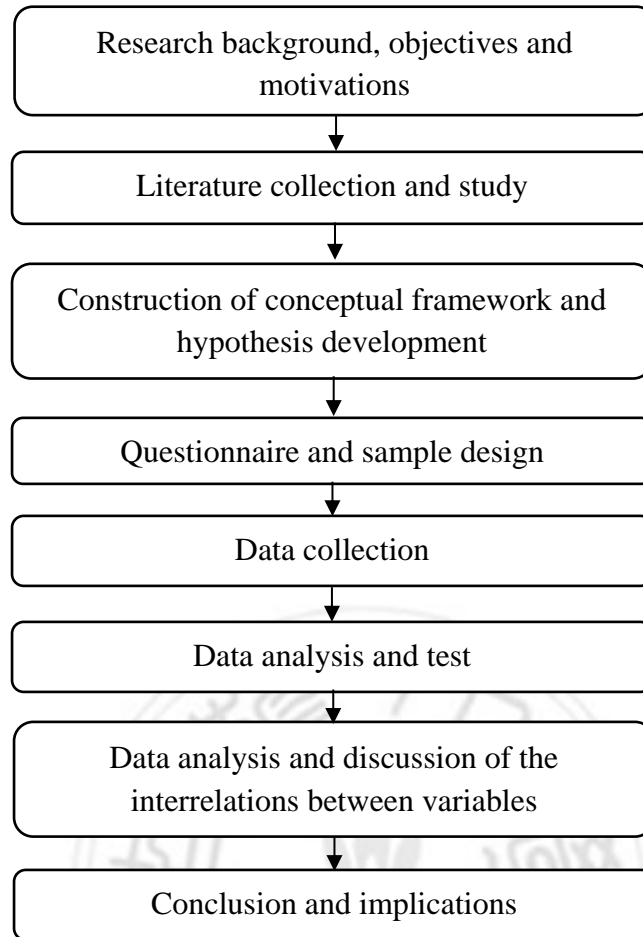 Research background, objectives and
motivations
Literature collection and study
Construction of conceptual framework and
hypothesis development
Questionnaire and sample design
Data collection
Data analysis and test
Data analysis and discussion of the
interrelations between variables
Conclusion and implications